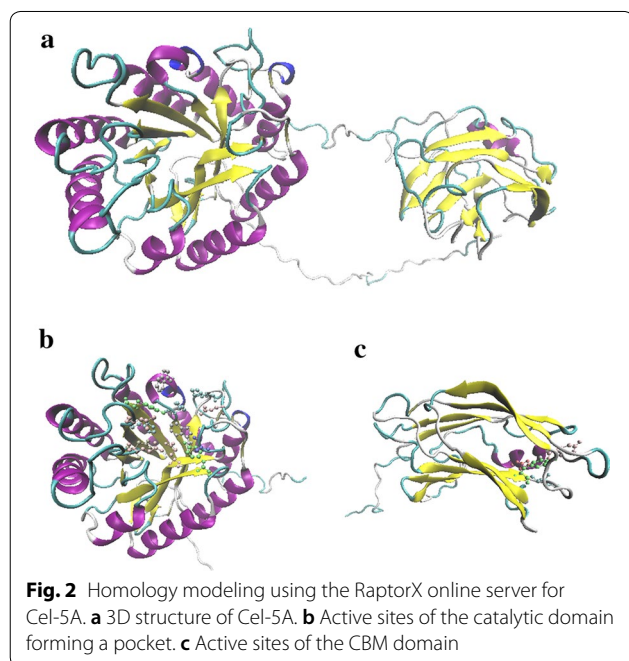 a
b
c
Fig. 2 Homology modeling using the RaptorX online server for
Cel-5A. a 3D structure of Cel-5A. b Active sites of the catalytic domain
forming a pocket. c Active sites of the CBM domain